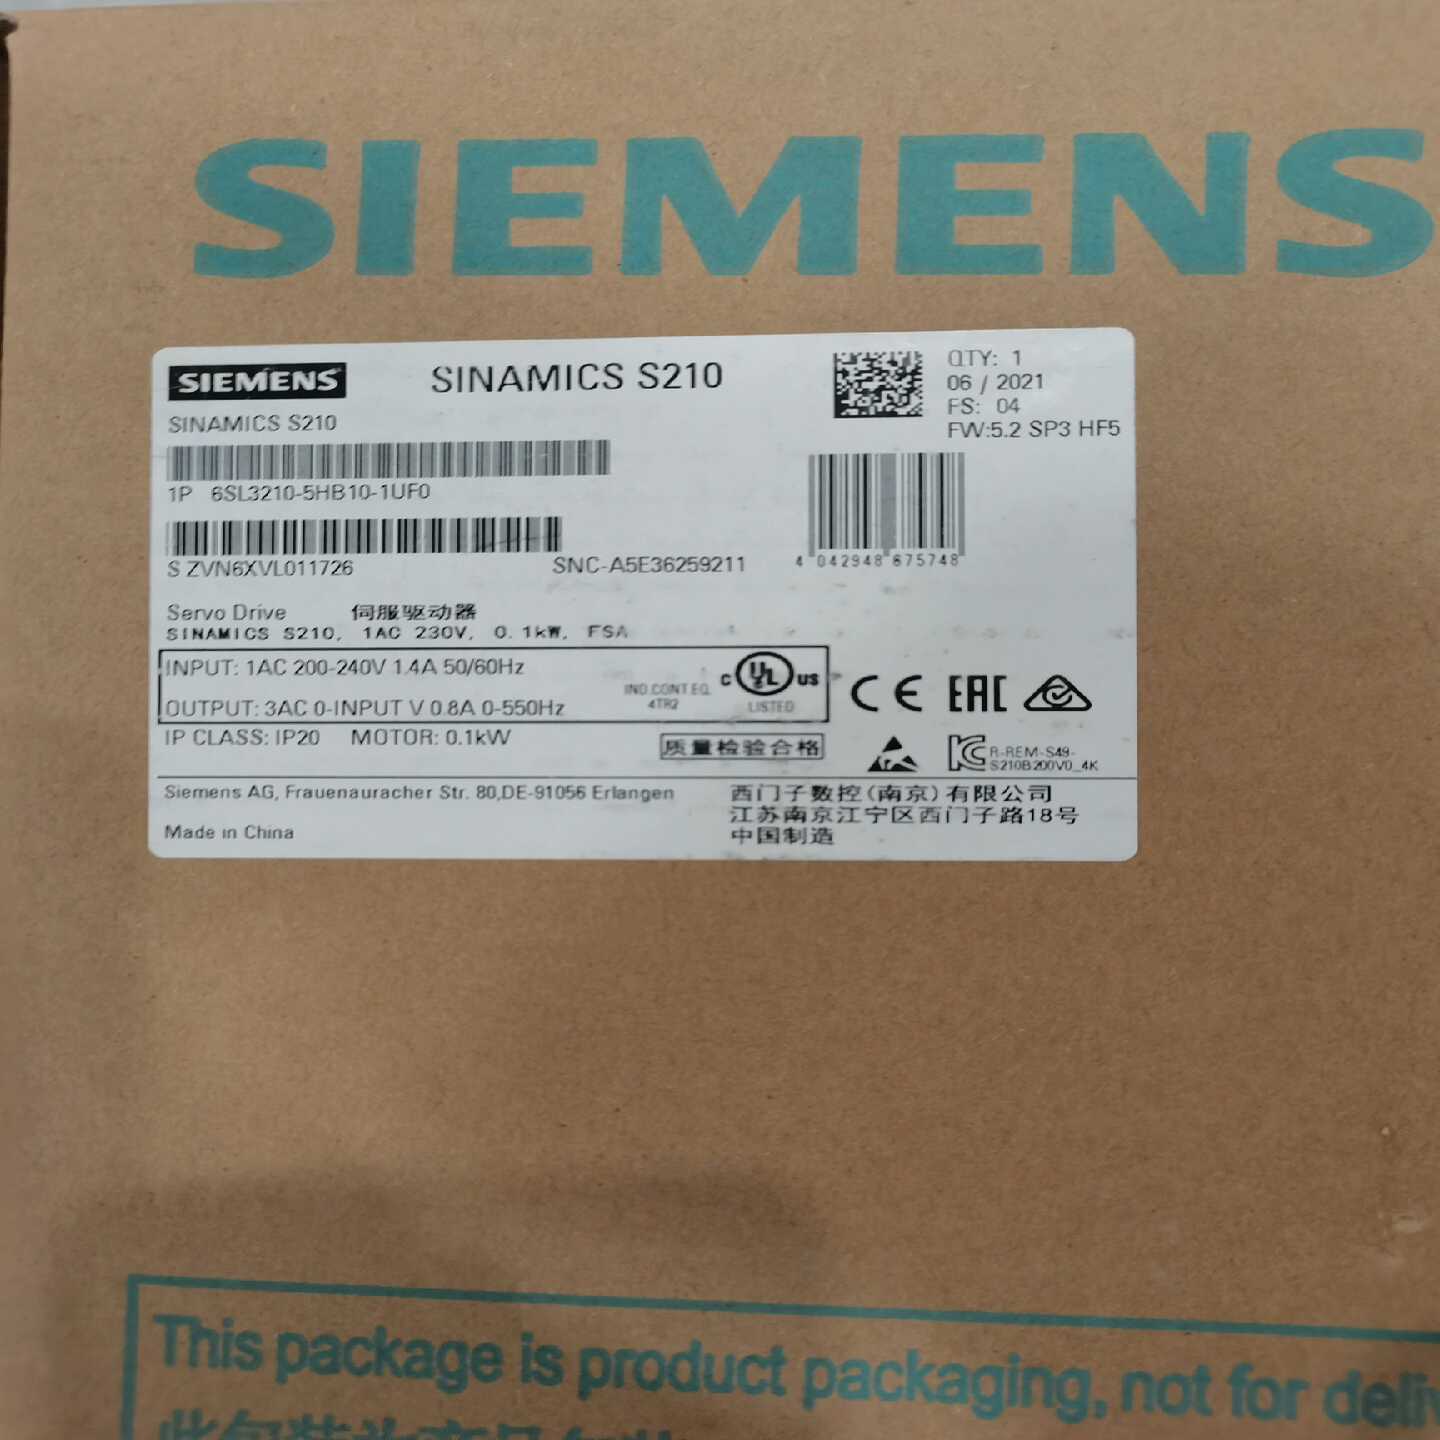 SIEMENS
SIEMENS
SINAMICS S210
QTY: 1
06 / 2021
FS: 04
FW:5.2 SP3 HF5
SINAMICS S210
1P 6SL3210-5HB10-1UF0
S ZVN6XVL011726
SNC-A5E36259211
4 042948 675748
Servo Drive 伺服驱动器
SINAMICS S210, 1AC 230V, 0.1kW, FSA
INPUT: 1AC 200-240V 1.4A 50/60Hz
OUTPUT: 3AC 0-INPUT V 0.8A 0-550Hz
IND.CONT.EQ.
4TR2
C UL US
LISTED
CE EAC
IP CLASS: IP20 MOTOR: 0.1kW
质量检验合格
R-REM-S49-
S210B200V0_4K
Siemens AG, Frauenauracher Str. 80,DE-91056 Erlangen
Made in China
西门子数控(南京)有限公司
江苏南京江宁区西门子路18号
中国制造
This package is product packaging, not for